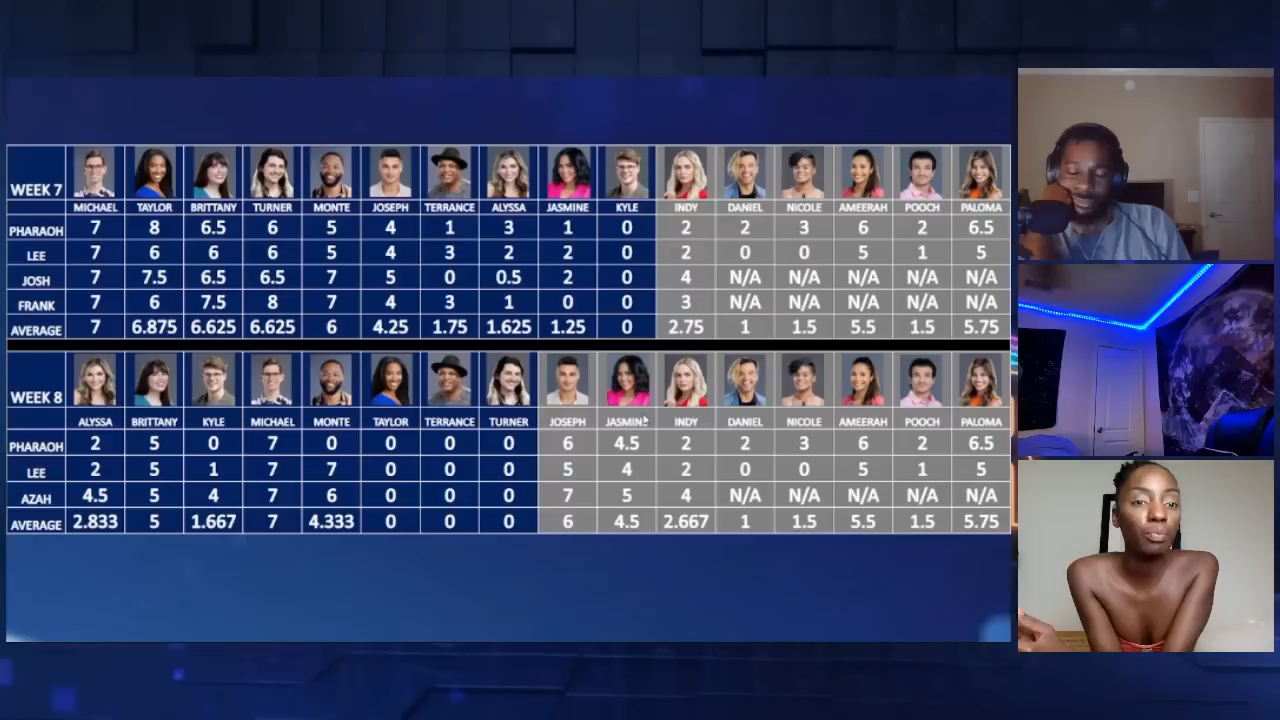 WEEK 7
MICHAEL TAYLOR BRITTANY TURNER MONTE JOSEPH TERRANCE ALYSSA JASMINE KYLE INDY DANIEL NICOLE AMEERAH POOCH PALOMA
PHARAOH 7 8 6.5 6 5 4 1 3 1 0 2 2 3 6 2 6.5
LEE 7 6 6 6 5 4 3 2 2 0 2 0 0 5 1 5
JOSH 7 7.5 6.5 6.5 7 5 0 0.5 2 0 4 N/A N/A N/A N/A N/A
FRANK 7 6 7.5 8 7 4 3 1 0 0 3 N/A N/A N/A N/A N/A
AVERAGE 7 6.875 6.625 6.625 6 4.25 1.75 1.625 1.25 0 2.75 1 1.5 5.5 1.5 5.75
WEEK 8
ALYSSA BRITTANY KYLE MICHAEL MONTE TAYLOR TERRANCE TURNER JOSEPH JASMINE INDY DANIEL NICOLE AMEERAH POOCH PALOMA
PHARAOH 2 5 0 7 0 0 0 0 6 4.5 2 2 3 6 2 6.5
LEE 2 5 1 7 7 0 0 0 5 4 2 0 0 5 1 5
AZAH 4.5 5 4 7 6 0 0 0 7 5 4 N/A N/A N/A N/A N/A
AVERAGE 2.833 5 1.667 7 4.333 0 0 0 6 4.5 2.667 1 1.5 5.5 1.5 5.75